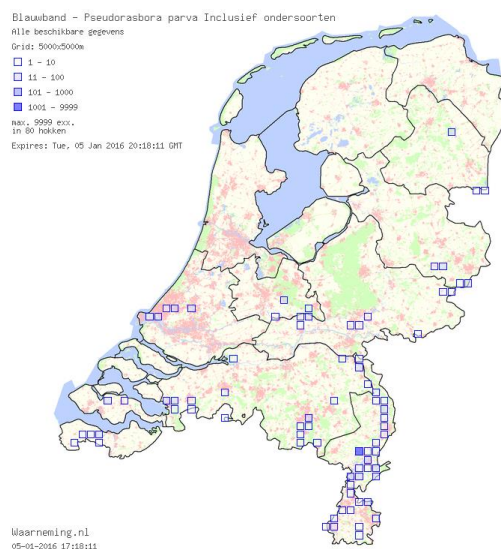 Blauwband - Pseudorasbora parva Inclusief ondersoorten
Alle beschikbare gegevens
Grid: 5000x5000m
1 - 10
11 - 100
101 - 1000
1001 - 9999
max. 9999 exx.
in 80 hokken
Expires: Tue, 05 Jan 2016 20:18:11 GMT
Waarneming.nl
05-01-2016 17:18:11